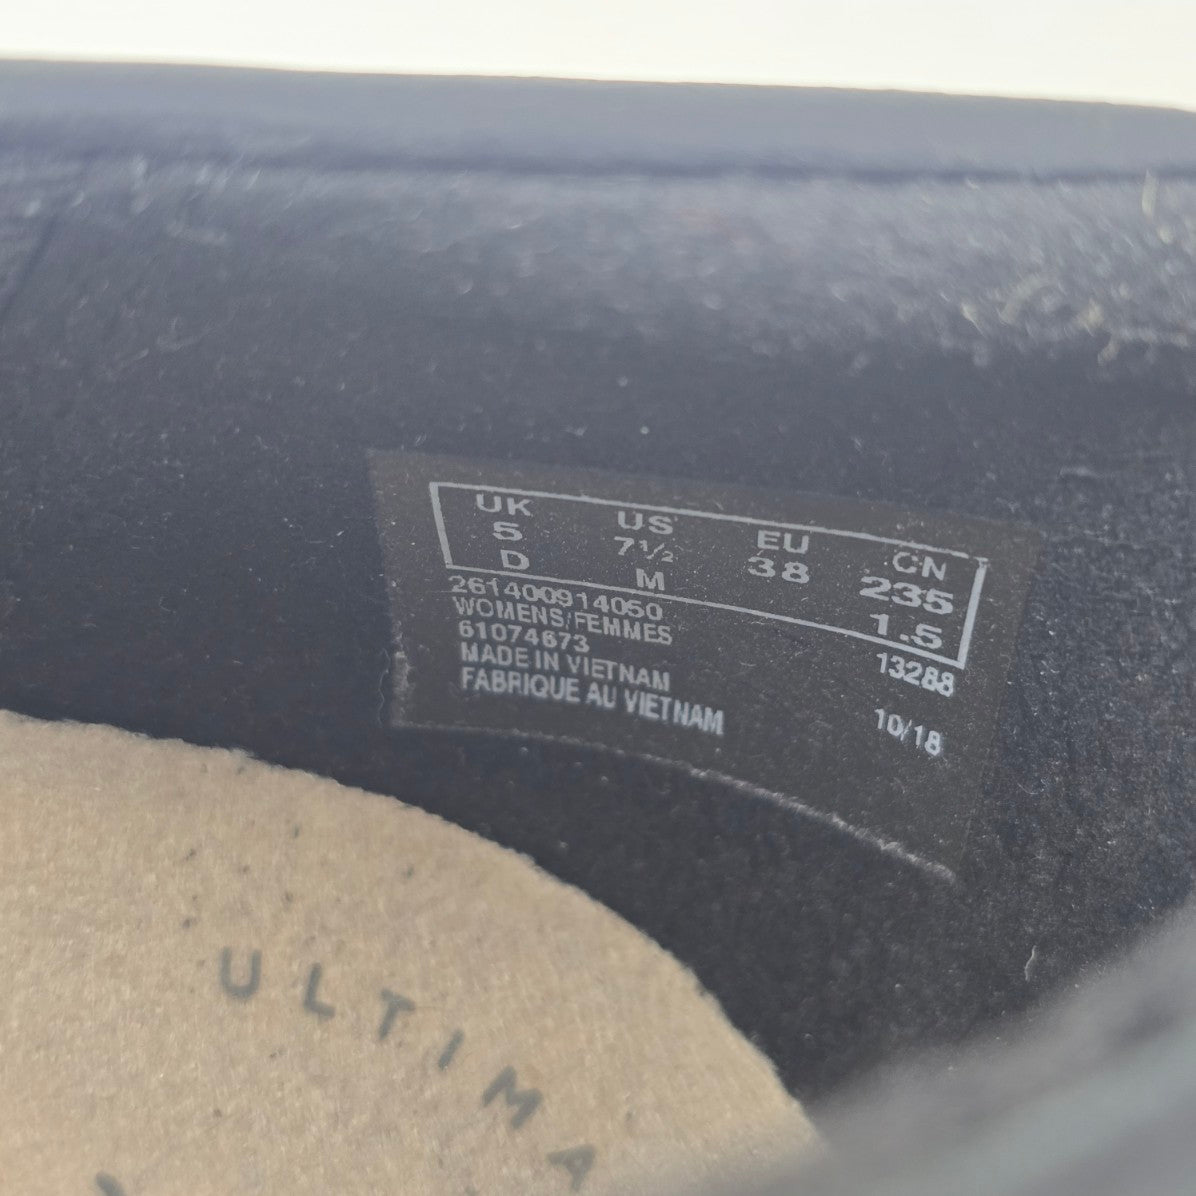 UK US EU CN
5 7½ 38 235
D M 1.5
261400914050 13288
WOMENS/FEMMES
61074673
MADE IN VIETNAM 10/18
FABRIQUE AU VIETNAM
ULTIMA